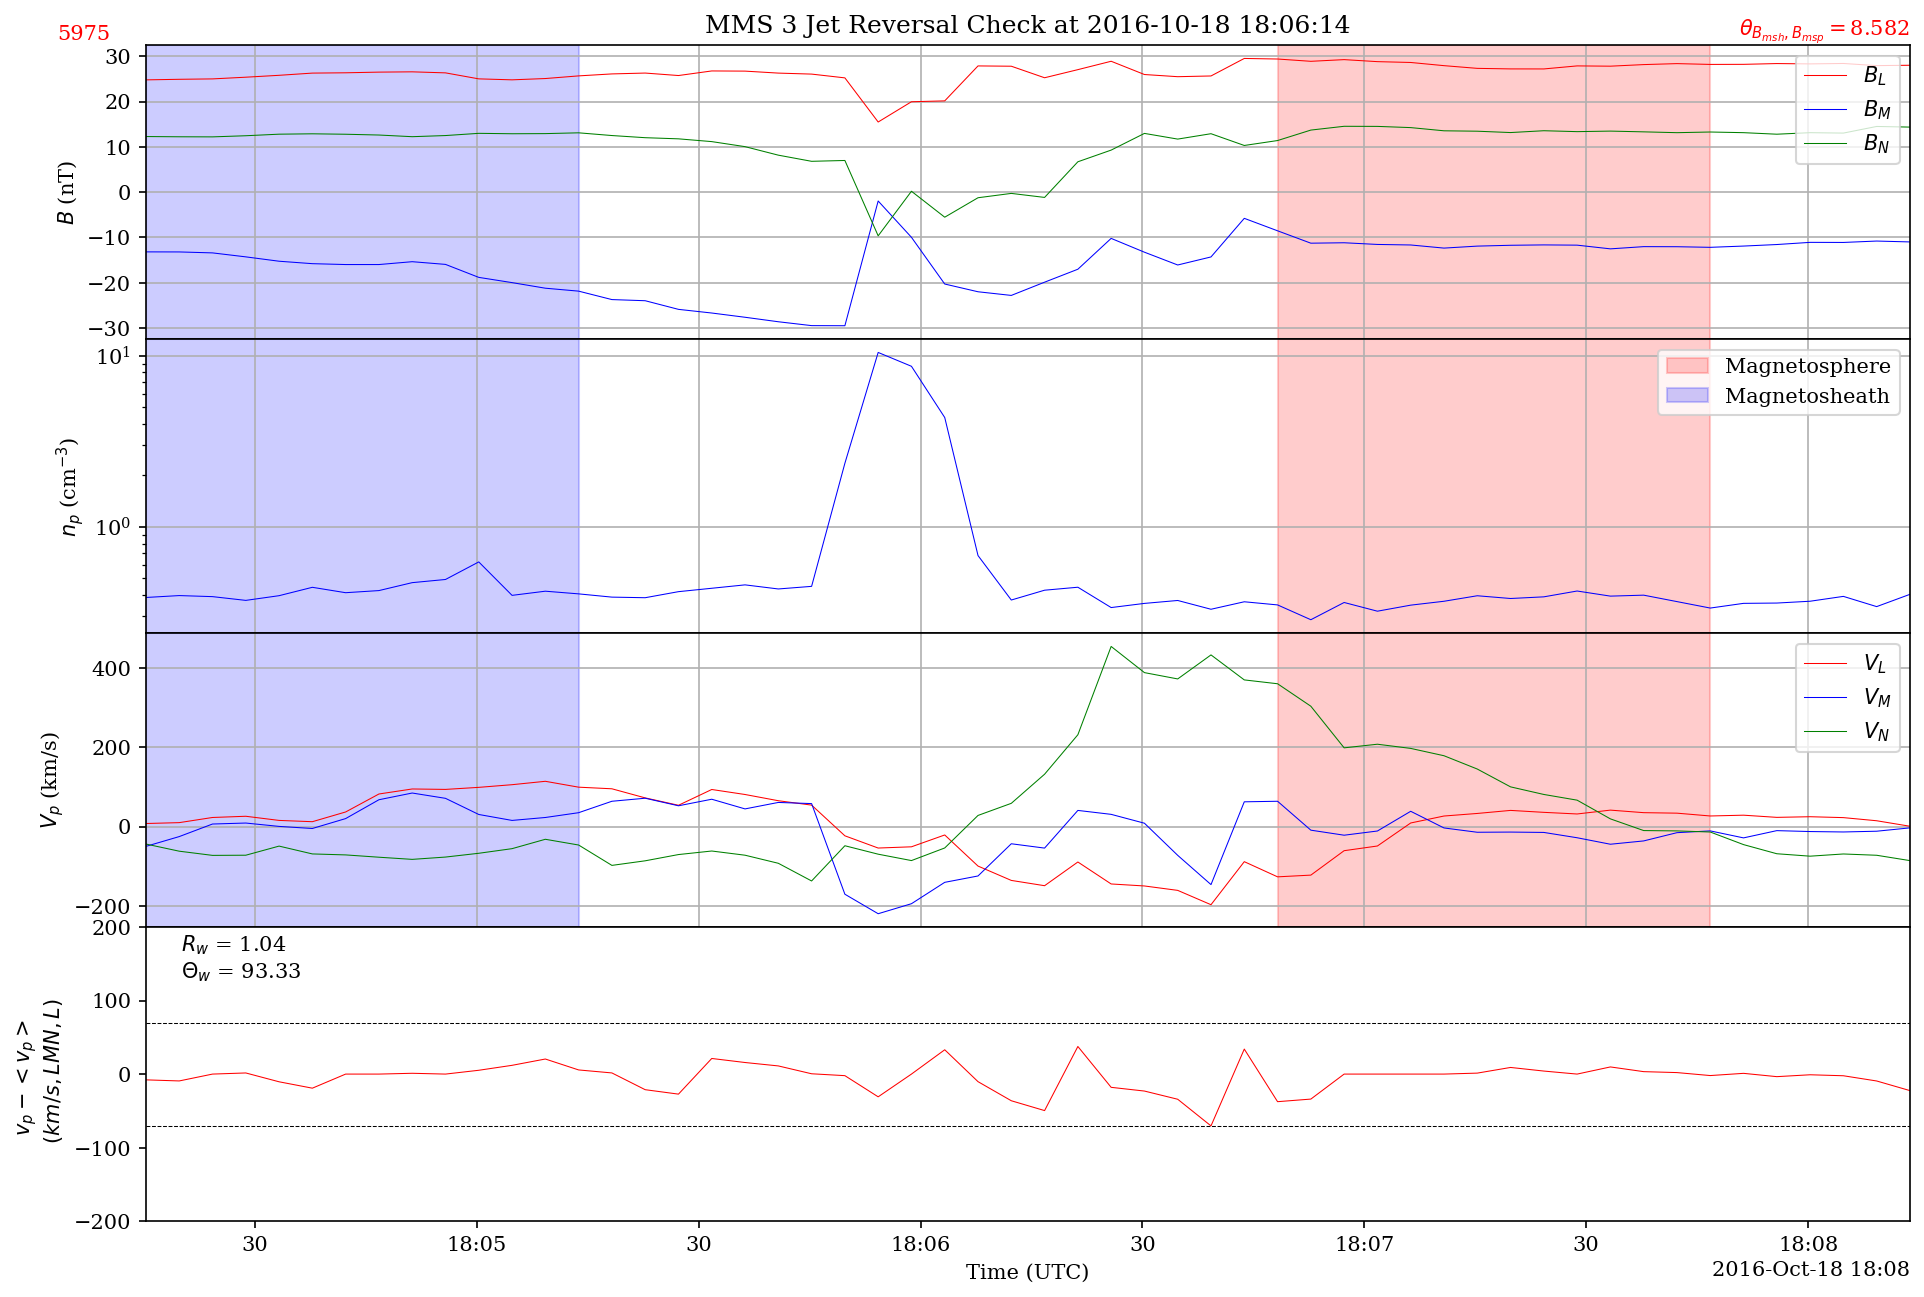 5975
MMS 3 Jet Reversal Check at 2016-10-18 18:06:14
θ_{B_{msh}, B_{msp}} = 8.582
30
20
10
0
−10
−20
−30
B (nT)
B_L
B_M
B_N
10^1
10^0
n_p (cm^{−3})
Magnetosphere
Magnetosheath
400
200
0
−200
V_p (km/s)
V_L
V_M
V_N
200
100
0
−100
−200
v_p − < v_p >
(km/s, LMN, L)
R_w = 1.04
Θ_w = 93.33
30 18:05 30 18:06 30 18:07 30 18:08
Time (UTC)
2016-Oct-18 18:08